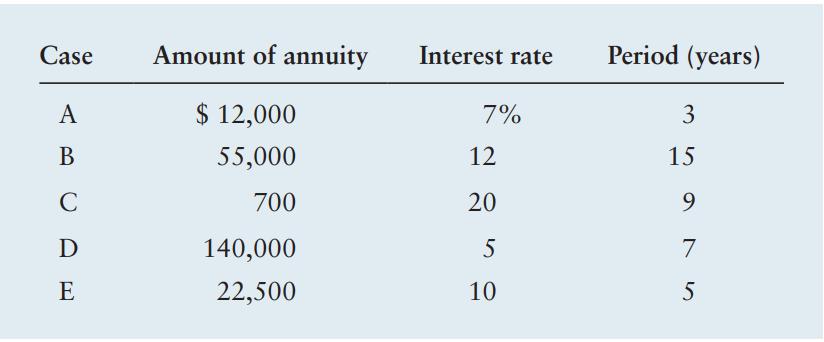 Case Amount of annuity Interest rate Period (years)
A $ 12,000 7% 3
B 55,000 12 15
C 700 20 9
D 140,000 5 7
E 22,500 10 5